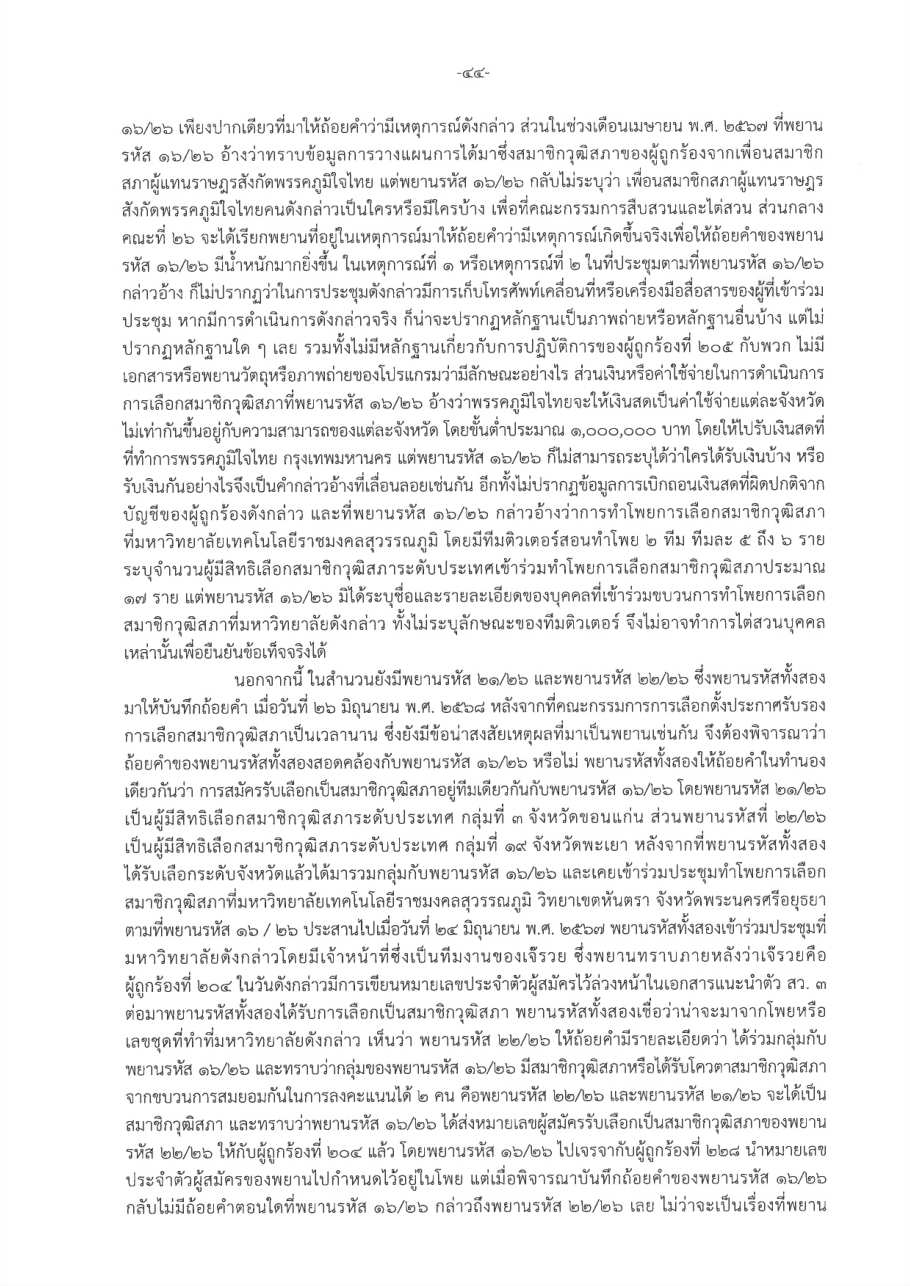 -๔๔-
๑๖/๒๖ เพียงปากเดียวที่มาให้ถ้อยคำว่ามีเหตุการณ์ดังกล่าว ส่วนในช่วงเดือนเมษายน พ.ศ. ๒๕๖๗ ที่พยาน
รหัส ๑๖/๒๖ อ้างว่าทราบข้อมูลการวางแผนการได้มาซึ่งสมาชิกวุฒิสภาของผู้ถูกร้องจากเพื่อนสมาชิก
สภาผู้แทนราษฎรสังกัดพรรคภูมิใจไทย แต่พยานรหัส ๑๖/๒๖ กลับไม่ระบุว่า เพื่อนสมาชิกสภาผู้แทนราษฎร
สังกัดพรรคภูมิใจไทยคนดังกล่าวเป็นใครหรือมีใครบ้าง เพื่อที่คณะกรรมการสืบสวนและไต่สวน ส่วนกลาง
คณะที่ ๒๖ จะได้เรียกพยานที่อยู่ในเหตุการณ์มาให้ถ้อยคำว่ามีเหตุการณ์เกิดขึ้นจริงเพื่อให้ถ้อยคำของพยาน
รหัส ๑๖/๒๖ มีน้ำหนักมากยิ่งขึ้น ในเหตุการณ์ที่ ๑ หรือเหตุการณ์ที่ ๒ ในที่ประชุมตามที่พยานรหัส ๑๖/๒๖
กล่าวอ้าง ก็ไม่ปรากฏว่าในการประชุมดังกล่าวมีการเก็บโทรศัพท์เคลื่อนที่หรือเครื่องมือสื่อสารของผู้ที่เข้าร่วม
ประชุม หากมีการดำเนินการดังกล่าวจริง ก็น่าจะปรากฏหลักฐานเป็นภาพถ่ายหรือหลักฐานอื่นบ้าง แต่ไม่
ปรากฏหลักฐานใด ๆ เลย รวมทั้งไม่มีหลักฐานเกี่ยวกับการปฏิบัติการของผู้ถูกร้องที่ ๒๐๕ กับพวก ไม่มี
เอกสารหรือพยานวัตถุหรือภาพถ่ายของโปรแกรมว่ามีลักษณะอย่างไร ส่วนเงินหรือค่าใช้จ่ายในการดำเนินการ
การเลือกสมาชิกวุฒิสภาที่พยานรหัส ๑๖/๒๖ อ้างว่าพรรคภูมิใจไทยจะให้เงินสดเป็นค่าใช้จ่ายแต่ละจังหวัด
ไม่เท่ากันขึ้นอยู่กับความสามารถของแต่ละจังหวัด โดยขั้นต่ำประมาณ ๑,๐๐๐,๐๐๐ บาท โดยให้ไปรับเงินสดที่
ที่ทำการพรรคภูมิใจไทย กรุงเทพมหานคร แต่พยานรหัส ๑๖/๒๖ ก็ไม่สามารถระบุได้ว่าใครได้รับเงินบ้าง หรือ
รับเงินกันอย่างไรจึงเป็นคำกล่าวอ้างที่เลื่อนลอยเช่นกัน อีกทั้งไม่ปรากฏข้อมูลการเบิกถอนเงินสดที่ผิดปกติจาก
บัญชีของผู้ถูกร้องดังกล่าว และที่พยานรหัส ๑๖/๒๖ กล่าวอ้างว่าการทำโพยการเลือกสมาชิกวุฒิสภา
ที่มหาวิทยาลัยเทคโนโลยีราชมงคลสุวรรณภูมิ โดยมีทีมติวเตอร์สอนทำโพย ๒ ทีม ทีมละ ๕ ถึง ๖ ราย
ระบุจำนวนผู้มีสิทธิเลือกสมาชิกวุฒิสภาระดับประเทศเข้าร่วมทำโพยการเลือกสมาชิกวุฒิสภาประมาณ
๑๗ ราย แต่พยานรหัส ๑๖/๒๖ มิได้ระบุชื่อและรายละเอียดของบุคคลที่เข้าร่วมขบวนการทำโพยการเลือก
สมาชิกวุฒิสภาที่มหาวิทยาลัยดังกล่าว ทั้งไม่ระบุลักษณะของทีมติวเตอร์ จึงไม่อาจทำการไต่สวนบุคคล
เหล่านั้นเพื่อยืนยันข้อเท็จจริงได้
นอกจากนี้ ในสำนวนยังมีพยานรหัส ๒๑/๒๖ และพยานรหัส ๒๒/๒๖ ซึ่งพยานรหัสทั้งสอง
มาให้บันทึกถ้อยคำ เมื่อวันที่ ๒๖ มิถุนายน พ.ศ. ๒๕๖๘ หลังจากที่คณะกรรมการการเลือกตั้งประกาศรับรอง
การเลือกสมาชิกวุฒิสภาเป็นเวลานาน ซึ่งยังมีข้อน่าสงสัยเหตุผลที่มาเป็นพยานเช่นกัน จึงต้องพิจารณาว่า
ถ้อยคำของพยานรหัสทั้งสองสอดคล้องกับพยานรหัส ๑๖/๒๖ หรือไม่ พยานรหัสทั้งสองให้ถ้อยคำในทำนอง
เดียวกันว่า การสมัครรับเลือกเป็นสมาชิกวุฒิสภาอยู่ทีมเดียวกันกับพยานรหัส ๑๖/๒๖ โดยพยานรหัส ๒๑/๒๖
เป็นผู้มีสิทธิเลือกสมาชิกวุฒิสภาระดับประเทศ กลุ่มที่ ๓ จังหวัดขอนแก่น ส่วนพยานรหัสที่ ๒๒/๒๖
เป็นผู้มีสิทธิเลือกสมาชิกวุฒิสภาระดับประเทศ กลุ่มที่ ๑๙ จังหวัดพะเยา หลังจากที่พยานรหัสทั้งสอง
ได้รับเลือกระดับจังหวัดแล้วได้มารวมกลุ่มกับพยานรหัส ๑๖/๒๖ และเคยเข้าร่วมประชุมทำโพยการเลือก
สมาชิกวุฒิสภาที่มหาวิทยาลัยเทคโนโลยีราชมงคลสุวรรณภูมิ วิทยาเขตหันตรา จังหวัดพระนครศรีอยุธยา
ตามที่พยานรหัส ๑๖ / ๒๖ ประสานไปเมื่อวันที่ ๒๔ มิถุนายน พ.ศ. ๒๕๖๗ พยานรหัสทั้งสองเข้าร่วมประชุมที่
มหาวิทยาลัยดังกล่าวโดยมีเจ้าหน้าที่ซึ่งเป็นทีมงานของเจ๊รวย ซึ่งพยานทราบภายหลังว่าเจ๊รวยคือ
ผู้ถูกร้องที่ ๒๐๔ ในวันดังกล่าวมีการเขียนหมายเลขประจำตัวผู้สมัครไว้ล่วงหน้าในเอกสารแนะนำตัว สว. ๓
ต่อมาพยานรหัสทั้งสองได้รับการเลือกเป็นสมาชิกวุฒิสภา พยานรหัสทั้งสองเชื่อว่าน่าจะมาจากโพยหรือ
เลขชุดที่ทำที่มหาวิทยาลัยดังกล่าว เห็นว่า พยานรหัส ๒๒/๒๖ ให้ถ้อยคำมีรายละเอียดว่า ได้ร่วมกลุ่มกับ
พยานรหัส ๑๖/๒๖ และทราบว่ากลุ่มของพยานรหัส ๑๖/๒๖ มีสมาชิกวุฒิสภาหรือได้รับโควตาสมาชิกวุฒิสภา
จากขบวนการสมยอมกันในการลงคะแนนได้ ๒ คน คือพยานรหัส ๒๒/๒๖ และพยานรหัส ๒๑/๒๖ จะได้เป็น
สมาชิกวุฒิสภา และทราบว่าพยานรหัส ๑๖/๒๖ ได้ส่งหมายเลขผู้สมัครรับเลือกเป็นสมาชิกวุฒิสภาของพยาน
รหัส ๒๒/๒๖ ให้กับผู้ถูกร้องที่ ๒๐๔ แล้ว โดยพยานรหัส ๑๖/๒๖ ไปเจรจากับผู้ถูกร้องที่ ๒๒๘ นำหมายเลข
ประจำตัวผู้สมัครของพยานไปกำหนดไว้อยู่ในโพย แต่เมื่อพิจารณาบันทึกถ้อยคำของพยานรหัส ๑๖/๒๖
กลับไม่มีถ้อยคำตอนใดที่พยานรหัส ๑๖/๒๖ กล่าวถึงพยานรหัส ๒๒/๒๖ เลย ไม่ว่าจะเป็นเรื่องที่พยาน